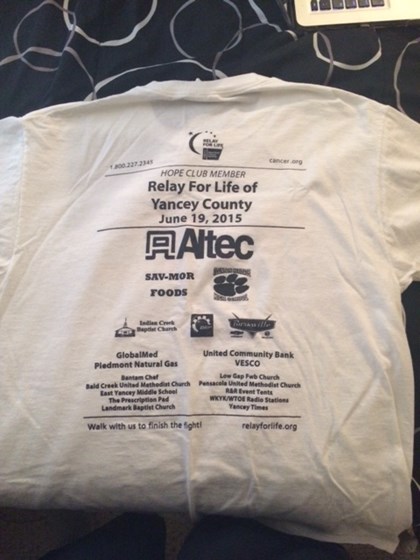 RELAY
FOR LIFE
1.800.227.2345 cancer.org
HOPE CLUB MEMBER
Relay For Life of
Yancey County
June 19, 2015
Altec
SAV-MOR
FOODS
Indian Creek
Baptist Church
Burnsville
GlobalMed United Community Bank
Piedmont Natural Gas VESCO
Bantam Chef Low Gap Fwb Church
Bald Creek United Methodist Church Pensacola United Methodist Church
East Yancey Middle School R&R Event Tents
The Prescription Pad WKYK/WTOE Radio Stations
Landmark Baptist Church Yancey Times
Walk with us to finish the fight! relayforlife.org